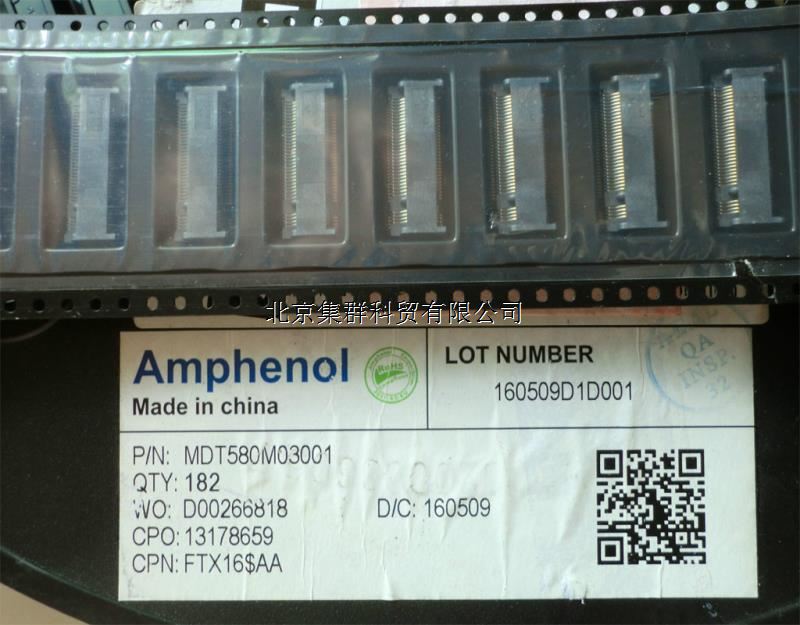 北京集群科贸有限公司
Amphenol
RoHS
Made in china
LOT NUMBER
160509D1D001
QA
INSP.
32
P/N: MDT580M03001
QTY: 182
WO: D00266818
D/C: 160509
CPO: 13178659
CPN: FTX16$AA